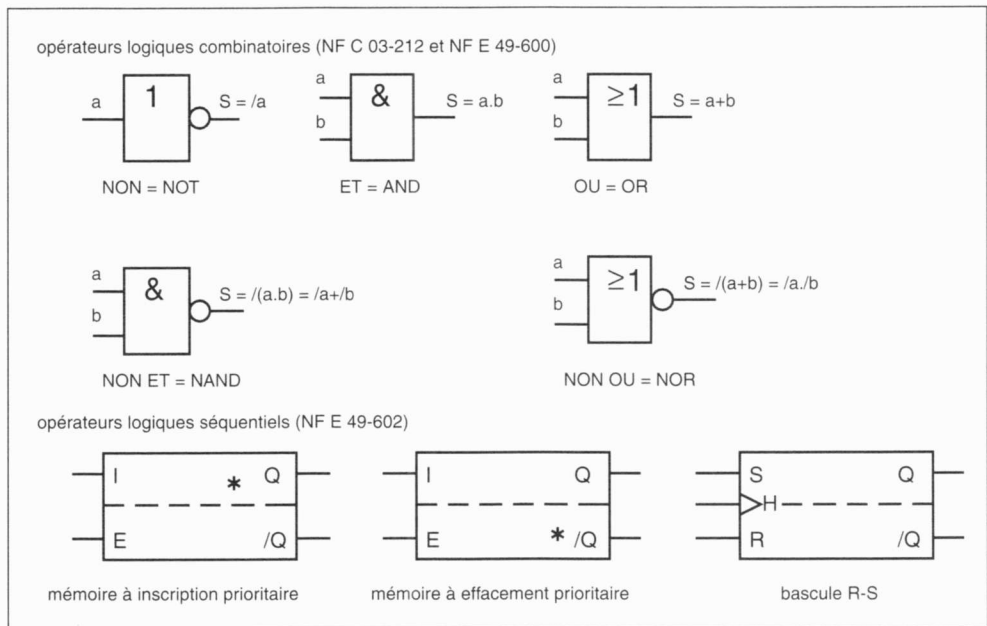 opérateurs logiques combinatoires (NF C 03-212 et NF E 49-600)
a 1 S = /a
NON = NOT
a
b
& S = a.b
ET = AND
a
b
≥1 S = a+b
OU = OR
a
b
& S = /(a.b) = /a+/b
NON ET = NAND
a
b
≥1 S = /(a+b) = /a./b
NON OU = NOR
opérateurs logiques séquentiels (NF E 49-602)
I * Q
E /Q
mémoire à inscription prioritaire
I Q
E * /Q
mémoire à effacement prioritaire
S Q
H
R /Q
bascule R-S